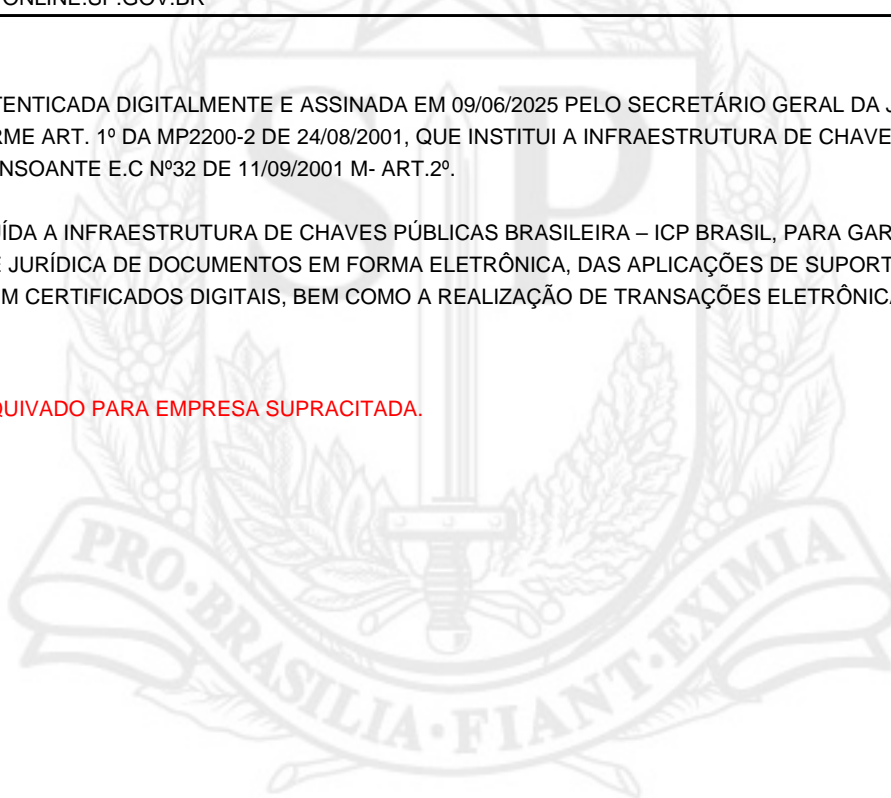 ONLINE.SP.GOV.BR
TENTICADA DIGITALMENTE E ASSINADA EM 09/06/2025 PELO SECRETÁRIO GERAL DA J
RME ART. 1º DA MP2200-2 DE 24/08/2001, QUE INSTITUI A INFRAESTRUTURA DE CHAVE
NSOANTE E.C Nº32 DE 11/09/2001 M- ART.2º.
ÍDA A INFRAESTRUTURA DE CHAVES PÚBLICAS BRASILEIRA – ICP BRASIL, PARA GAR
E JURÍDICA DE DOCUMENTOS EM FORMA ELETRÔNICA, DAS APLICAÇÕES DE SUPORT
M CERTIFICADOS DIGITAIS, BEM COMO A REALIZAÇÃO DE TRANSAÇÕES ELETRÔNICA
QUIVADO PARA EMPRESA SUPRACITADA.
SP
PRO·BRASILIA·FIANT·EXIMIA